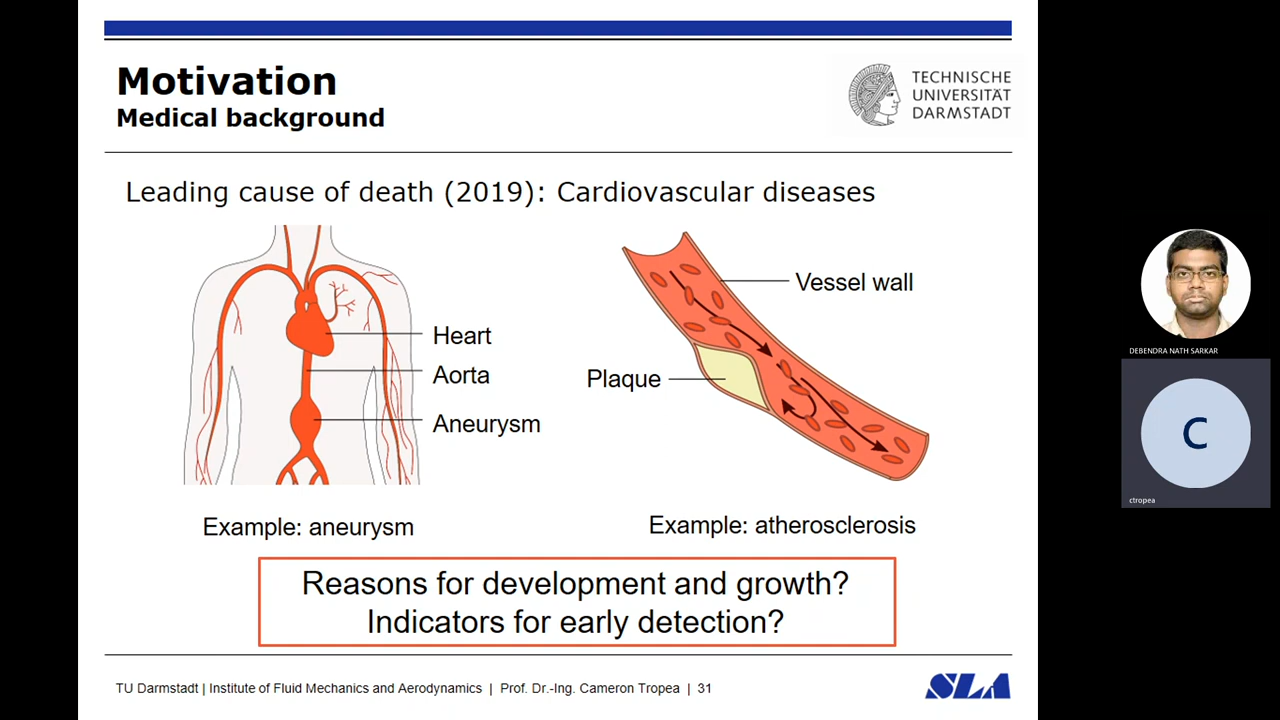 Motivation
Medical background
TECHNISCHE
UNIVERSITÄT
DARMSTADT
Leading cause of death (2019): Cardiovascular diseases
Heart
Aorta
Aneurysm
Example: aneurysm
Vessel wall
Plaque
Example: atherosclerosis
Reasons for development and growth?
Indicators for early detection?
TU Darmstadt | Institute of Fluid Mechanics and Aerodynamics | Prof. Dr.-Ing. Cameron Tropea | 31
SLA
DEBENDRA NATH SARKAR
C
ctropea